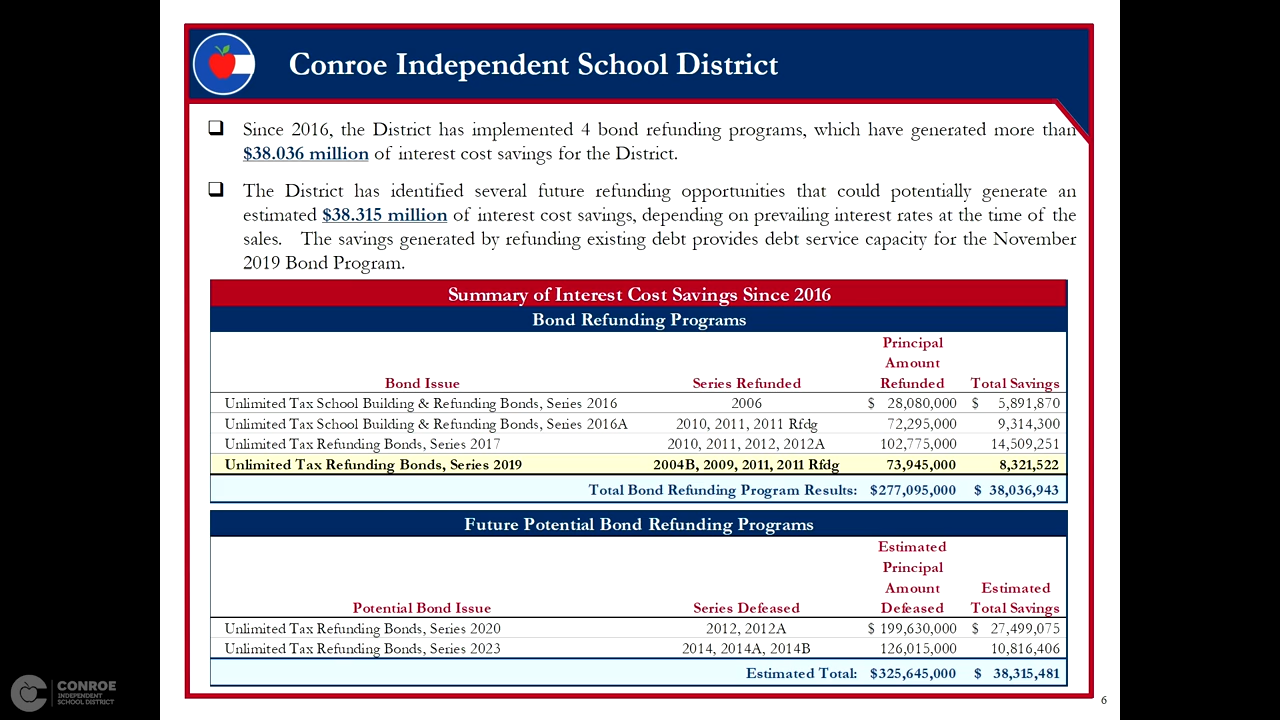 Conroe Independent School District
Since 2016, the District has implemented 4 bond refunding programs, which have generated more than
$38.036 million of interest cost savings for the District.
The District has identified several future refunding opportunities that could potentially generate an
estimated $38.315 million of interest cost savings, depending on prevailing interest rates at the time of the
sales. The savings generated by refunding existing debt provides debt service capacity for the November
2019 Bond Program.
Summary of Interest Cost Savings Since 2016
Bond Refunding Programs
Principal
Amount
Bond Issue Series Refunded Refunded Total Savings
Unlimited Tax School Building & Refunding Bonds, Series 2016 2006 $ 28,080,000 $ 5,891,870
Unlimited Tax School Building & Refunding Bonds, Series 2016A 2010, 2011, 2011 Rfdg 72,295,000 9,314,300
Unlimited Tax Refunding Bonds, Series 2017 2010, 2011, 2012, 2012A 102,775,000 14,509,251
Unlimited Tax Refunding Bonds, Series 2019 2004B, 2009, 2011, 2011 Rfdg 73,945,000 8,321,522
Total Bond Refunding Program Results: $277,095,000 $ 38,036,943
Future Potential Bond Refunding Programs
Estimated
Principal
Amount Estimated
Potential Bond Issue Series Defeased Defeased Total Savings
Unlimited Tax Refunding Bonds, Series 2020 2012, 2012A $ 199,630,000 $ 27,499,075
Unlimited Tax Refunding Bonds, Series 2023 2014, 2014A, 2014B 126,015,000 10,816,406
Estimated Total: $325,645,000 $ 38,315,481
CONROE
INDEPENDENT
SCHOOL DISTRICT
6